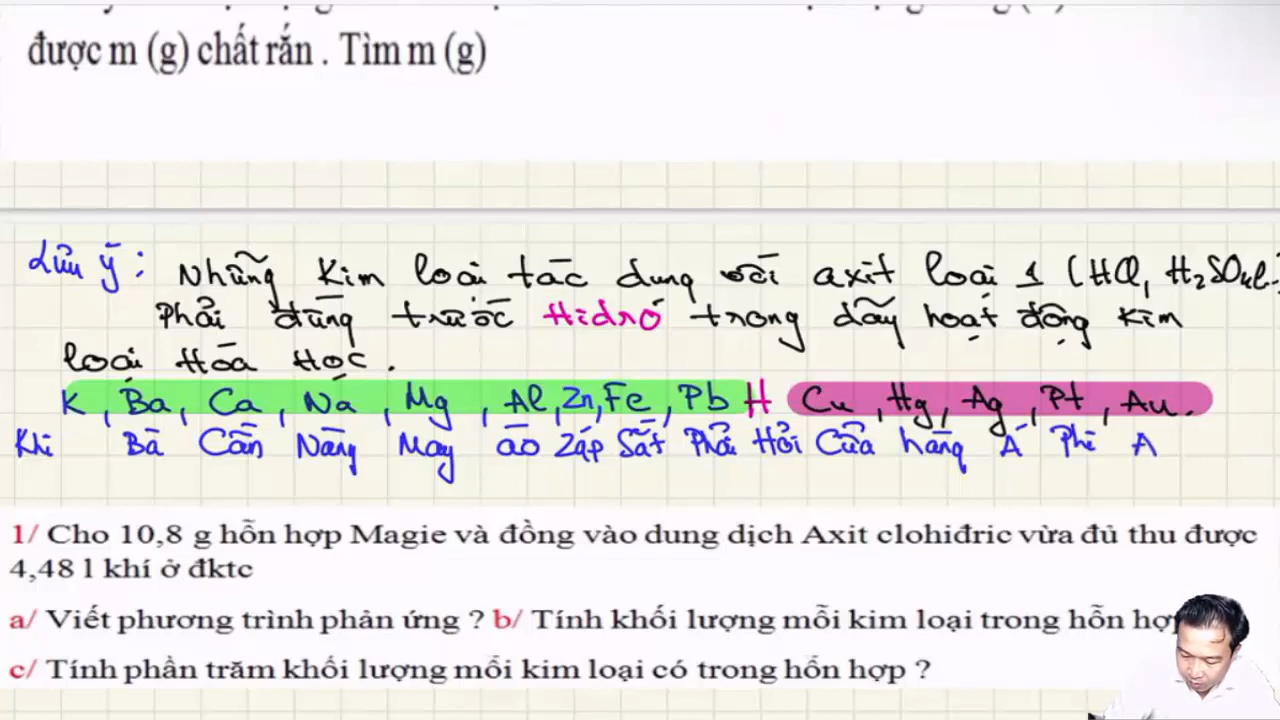 được m (g) chất rắn . Tìm m (g)
Lưu ý : Những Kim loại tác dụng với axit loại 1 (HCl, H₂SO₄l
Phải đứng trước Hidrô trong dãy hoạt động Kim
loại Hóa Học .
K , Ba , Ca , Na , Mg , Al , Zn, Fe , Pb H Cu , Hg , Ag , Pt , Au .
Khi Bà Cần Nàng May áo Záp Sắt Phải Hỏi Cửa hàng Á Phi A
1/ Cho 10,8 g hỗn hợp Magie và đồng vào dung dịch Axit clohiđric vừa đủ thu được
4,48 l khí ở đktc
a/ Viết phương trình phản ứng ? b/ Tính khối lượng mỗi kim loại trong hỗn hợp
c/ Tính phần trăm khối lượng mỗi kim loại có trong hỗn hợp ?